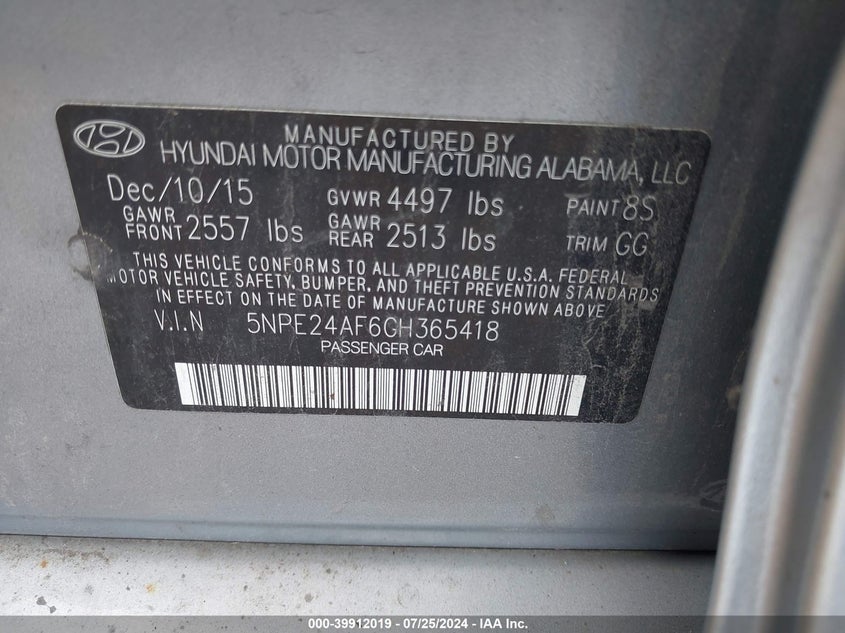 MANUFACTURED BY
HYUNDAI MOTOR MANUFACTURING ALABAMA, LLC
Dec/10/15 GVWR 4497 lbs PAINT 8S
GAWR FRONT 2557 lbs GAWR REAR 2513 lbs TRIM GG
THIS VEHICLE CONFORMS TO ALL APPLICABLE U.S.A. FEDERAL
MOTOR VEHICLE SAFETY, BUMPER, AND THEFT PREVENTION STANDARDS
IN EFFECT ON THE DATE OF MANUFACTURE SHOWN ABOVE
V.I.N 5NPE24AF6GH365418
PASSENGER CAR
000-39912019 - 07/25/2024 - IAA Inc.